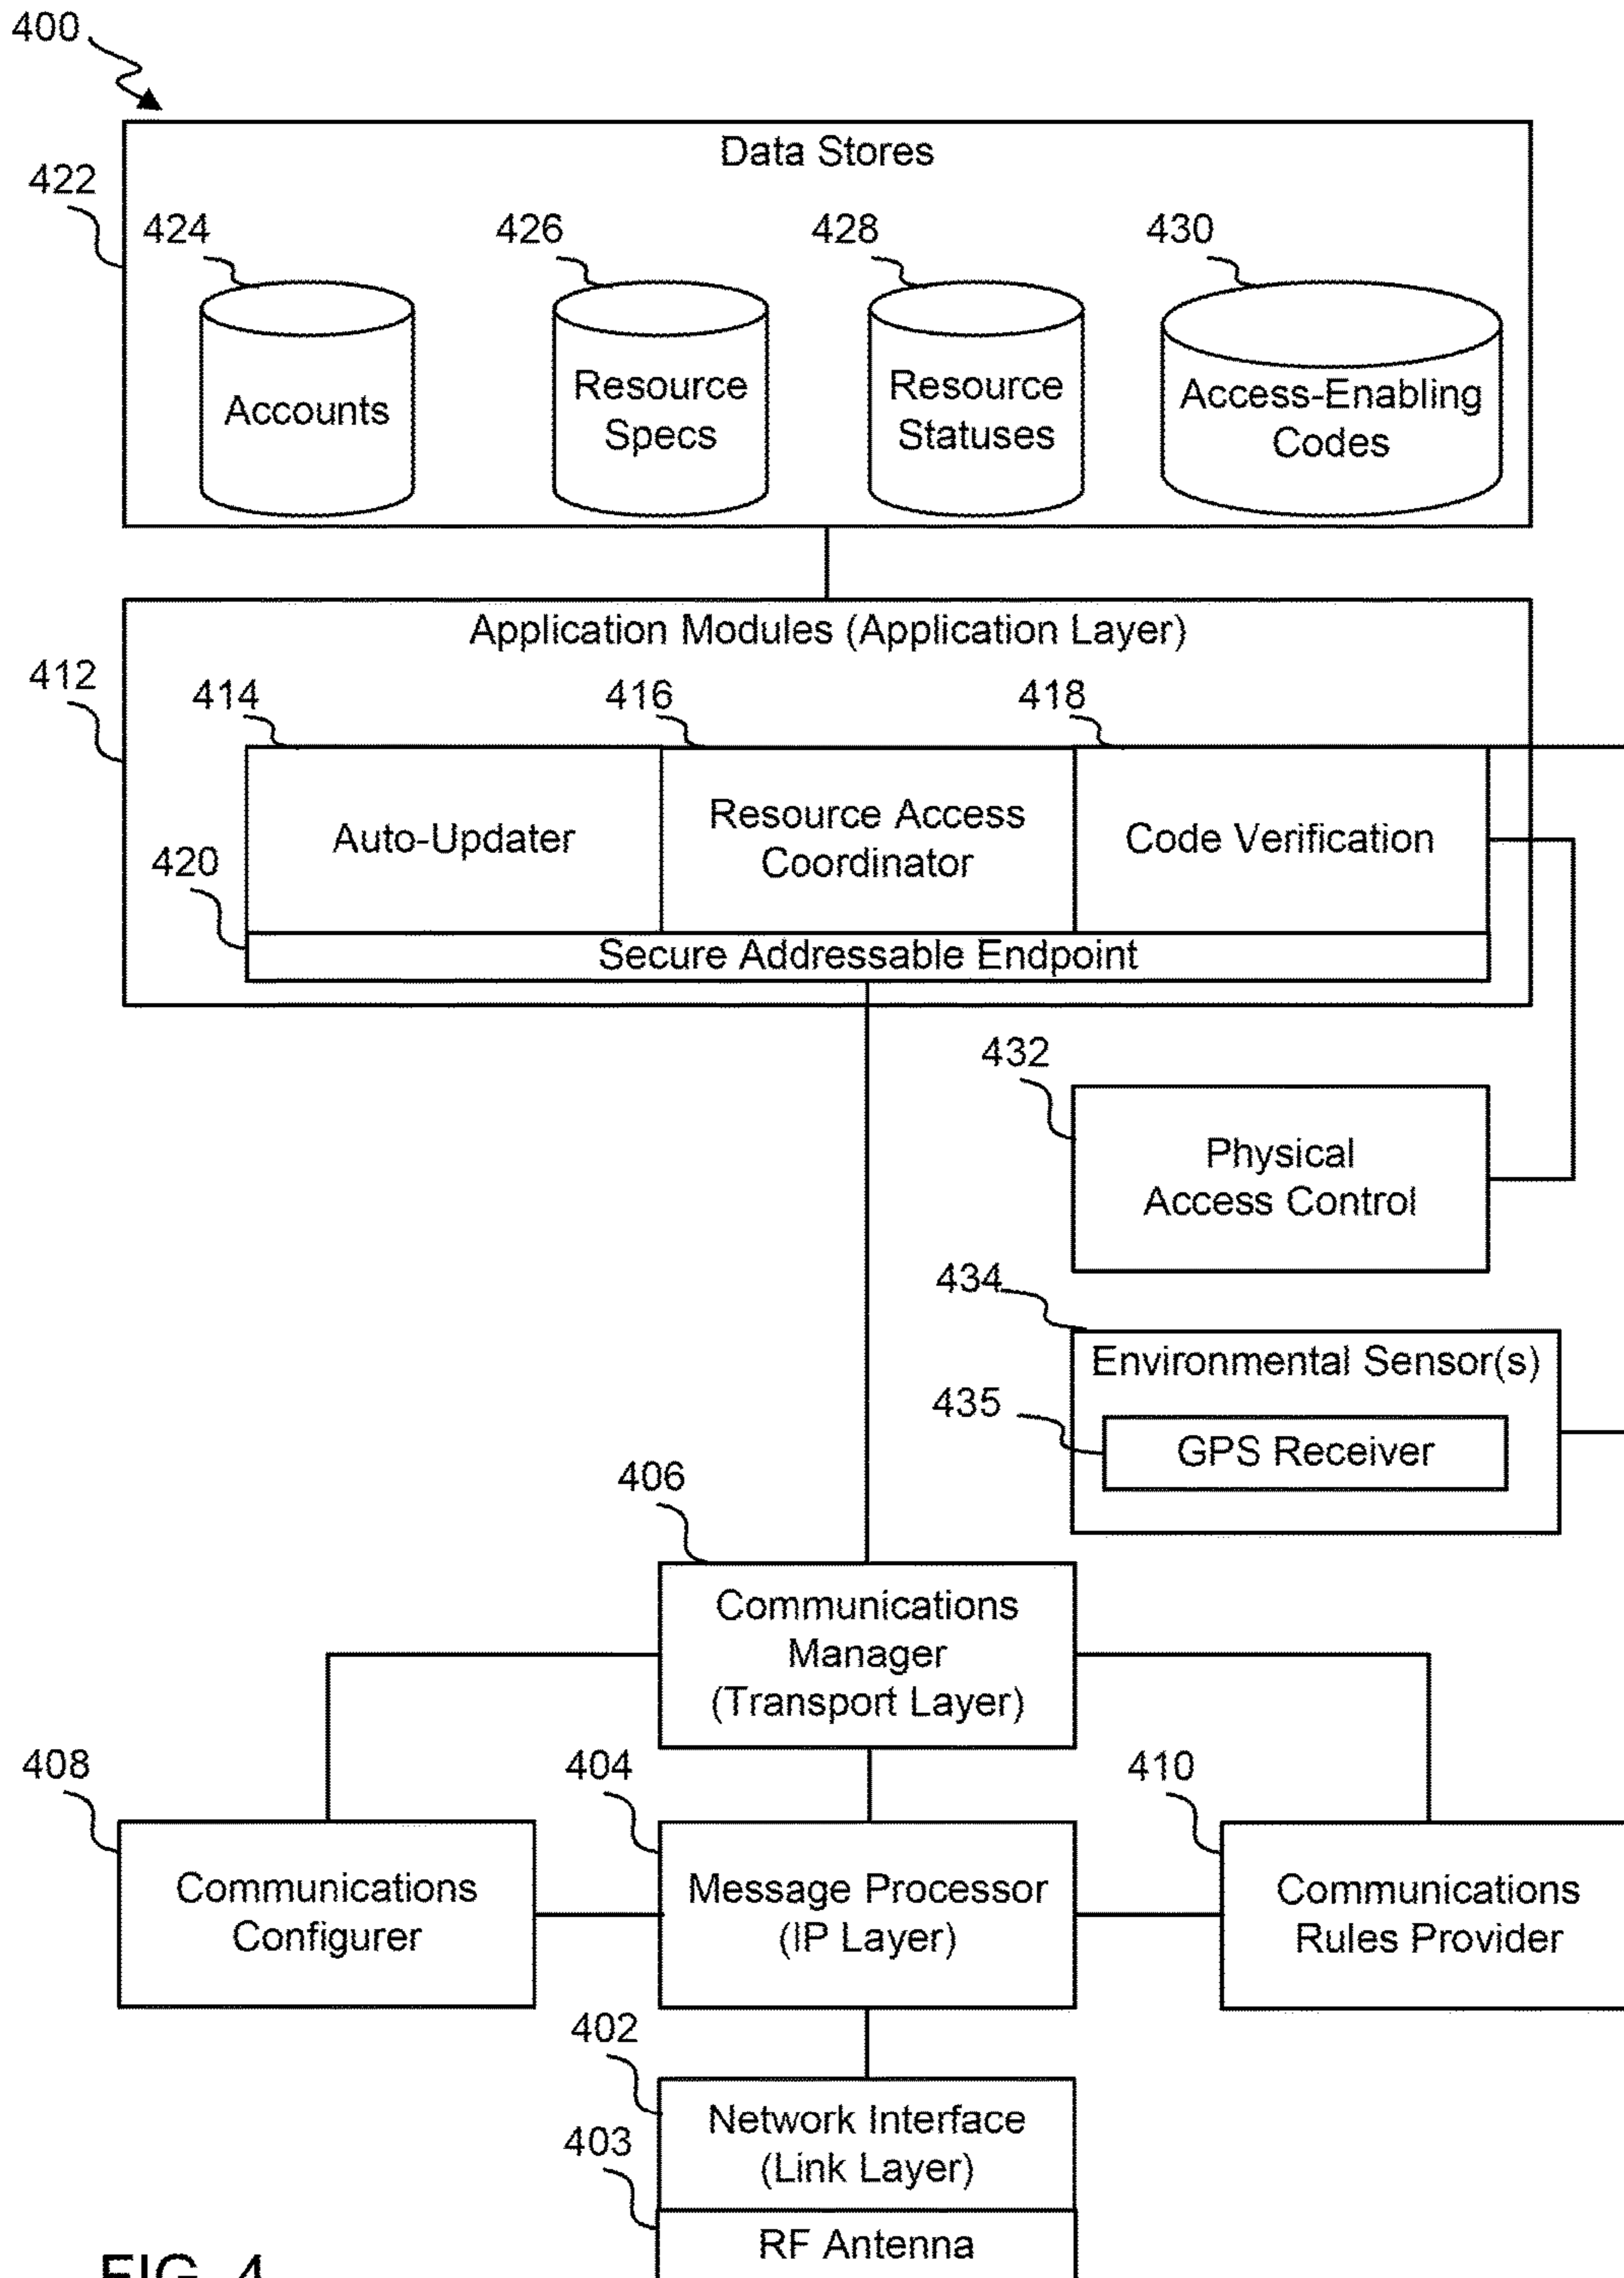 400
Data Stores
422
424
426
428
430
Accounts
Resource
Specs
Resource
Statuses
Access-Enabling
Codes
Application Modules (Application Layer)
412
414
416
418
Auto-Updater
Resource Access
Coordinator
Code Verification
420
Secure Addressable Endpoint
432
Physical
Access Control
434
Environmental Sensor(s)
435
GPS Receiver
406
Communications
Manager
(Transport Layer)
408
404
410
Communications
Configurer
Message Processor
(IP Layer)
Communications
Rules Provider
402
Network Interface
(Link Layer)
403
RF Antenna
FIG. 4